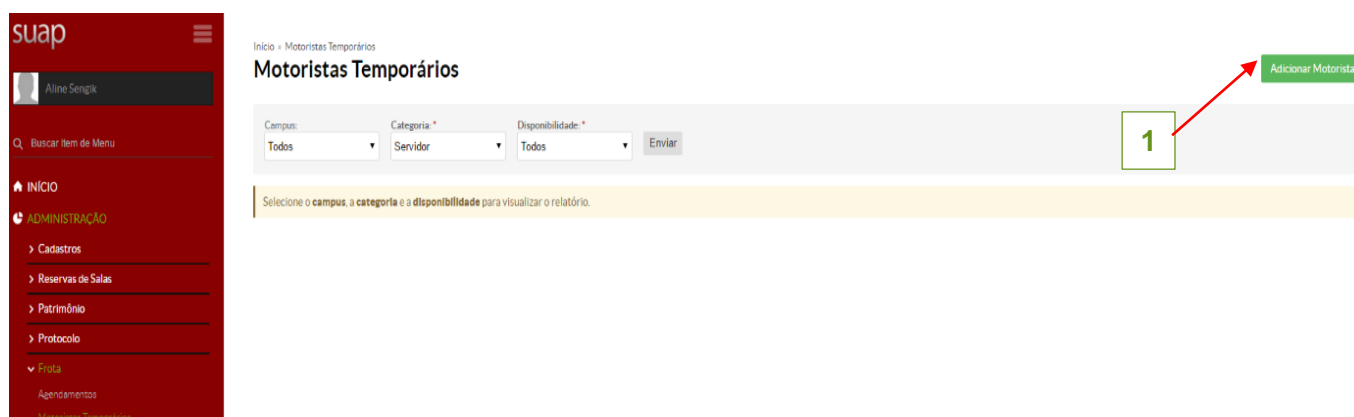 suap
Aline Sengik
Buscar Item de Menu
INÍCIO
ADMINISTRAÇÃO
Cadastros
Reservas de Salas
Patrimônio
Protocolo
Frota
Agendamentos
Motoristas Temporários
Início » Motoristas Temporários
Motoristas Temporários
Adicionar Motorista
Campus:
Categoria: *
Disponibilidade: *
Todos
Servidor
Todos
Enviar
1
Selecione o campus, a categoria e a disponibilidade para visualizar o relatório.